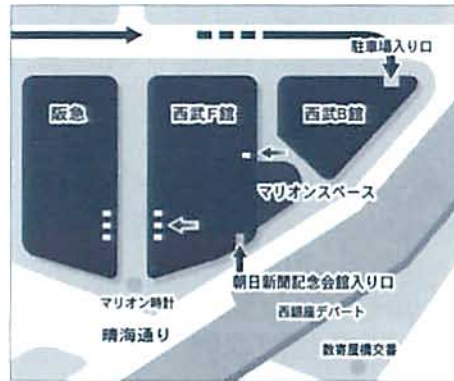 駐車場入り口
阪急
西武F館
西武B館
マリオンスペース
朝日新聞記念会館入り口
マリオン時計
西銀座デパート
晴海通り
数寄屋橋交番